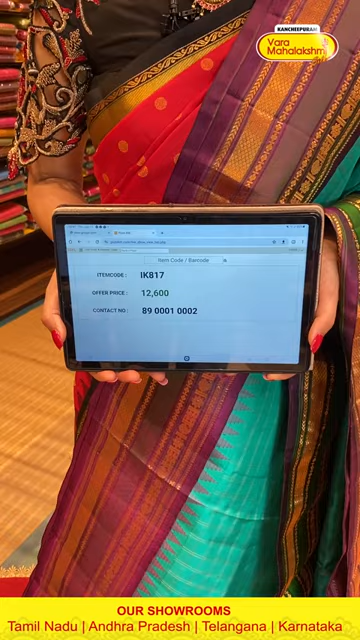 KANCHEEPURAM
Vara
Mahalakshmi
Item Code / Barcode
ITEMCODE : IK817
OFFER PRICE : 12,600
CONTACT NO : 89 0001 0002
OUR SHOWROOMS
Tamil Nadu | Andhra Pradesh | Telangana | Karnataka